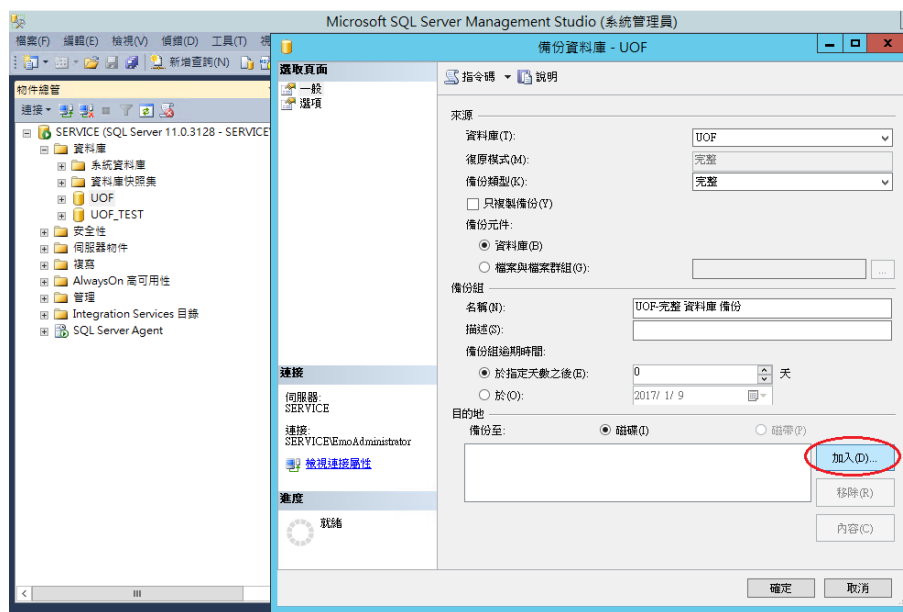 Microsoft SQL Server Management Studio (系統管理員)
檔案(F) 編輯(E) 檢視(V) 偵錯(D) 工具(T) 視
新增查詢(N)
物件總管
連接
SERVICE (SQL Server 11.0.3128 - SERVICE
資料庫
系統資料庫
資料庫快照集
UOF
UOF_TEST
安全性
伺服器物件
複寫
AlwaysOn 高可用性
管理
Integration Services 目錄
SQL Server Agent
備份資料庫 - UOF
選取頁面
一般
選項
連接
伺服器:
SERVICE
連接:
SERVICE\EmoAdministrator
檢視連接屬性
進度
就緒
指令碼 說明
來源
資料庫(T): UOF
復原模式(M): 完整
備份類型(K): 完整
只複製備份(Y)
備份元件:
資料庫(B)
檔案與檔案群組(G): ...
備份組
名稱(N): UOF-完整 資料庫 備份
描述(S):
備份組逾期時間:
於指定天數之後(E): 0 天
於(O): 2017/ 1/ 9
目的地
備份至: 磁碟(I) 磁帶(P)
加入(D)...
移除(R)
內容(C)
確定 取消